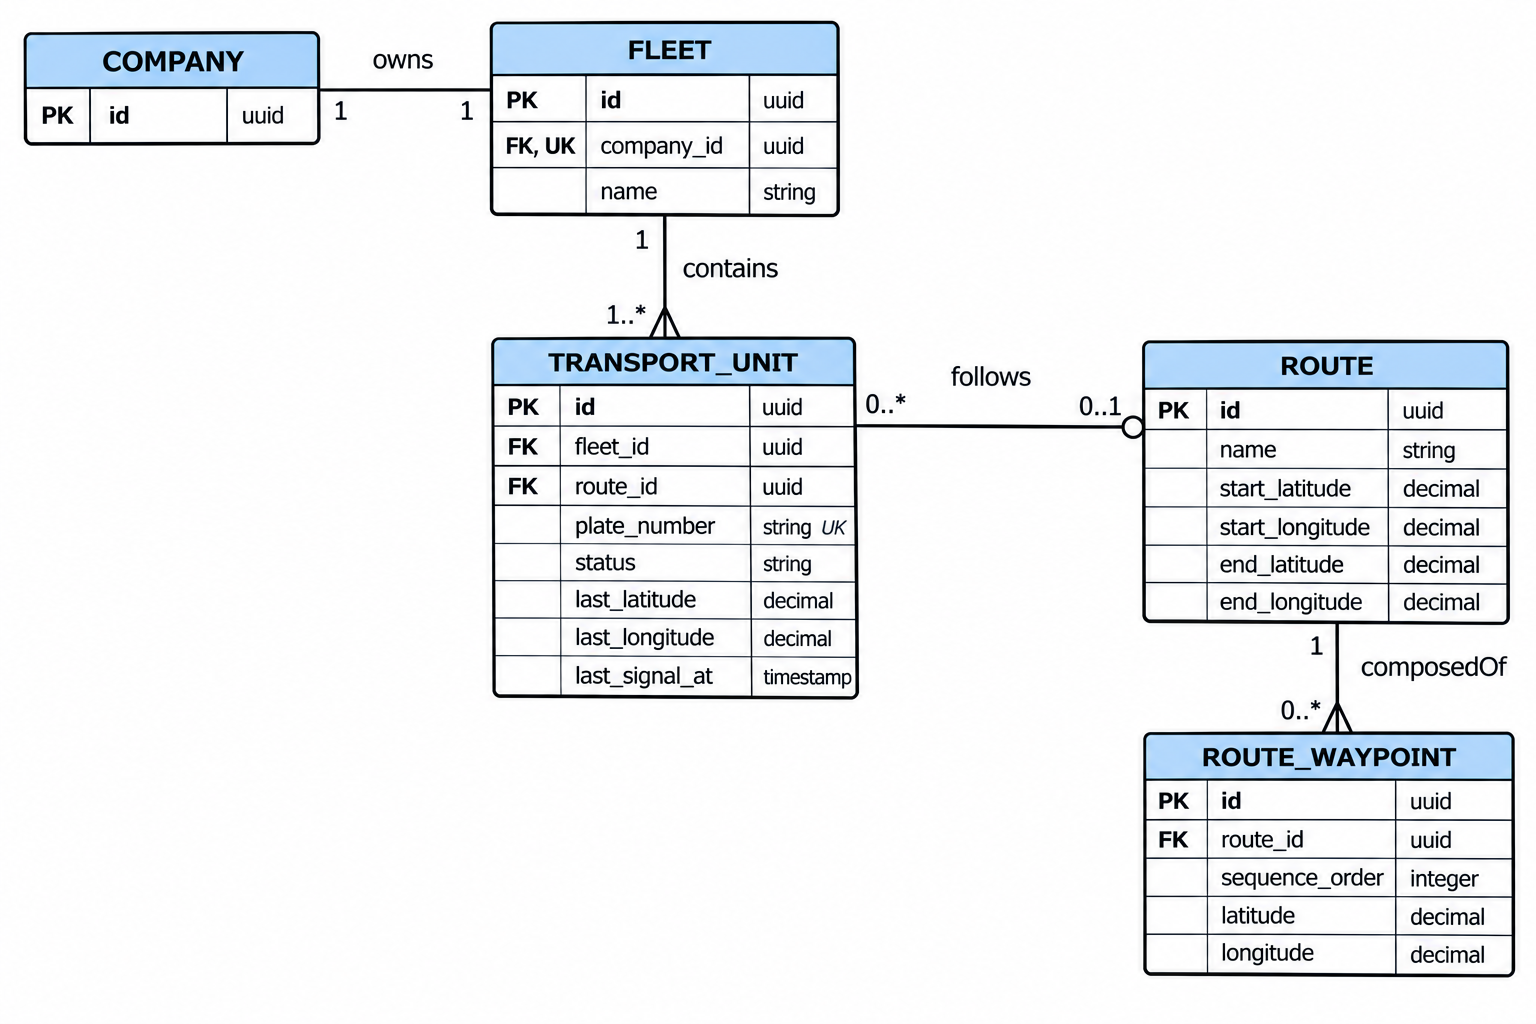 COMPANY
PK id uuid
owns
1 1
FLEET
PK id uuid
FK, UK company_id uuid
name string
1
contains
1..*
TRANSPORT_UNIT
PK id uuid
FK fleet_id uuid
FK route_id uuid
plate_number string UK
status string
last_latitude decimal
last_longitude decimal
last_signal_at timestamp
follows
0..* 0..1
ROUTE
PK id uuid
name string
start_latitude decimal
start_longitude decimal
end_latitude decimal
end_longitude decimal
1
composedOf
0..*
ROUTE_WAYPOINT
PK id uuid
FK route_id uuid
sequence_order integer
latitude decimal
longitude decimal